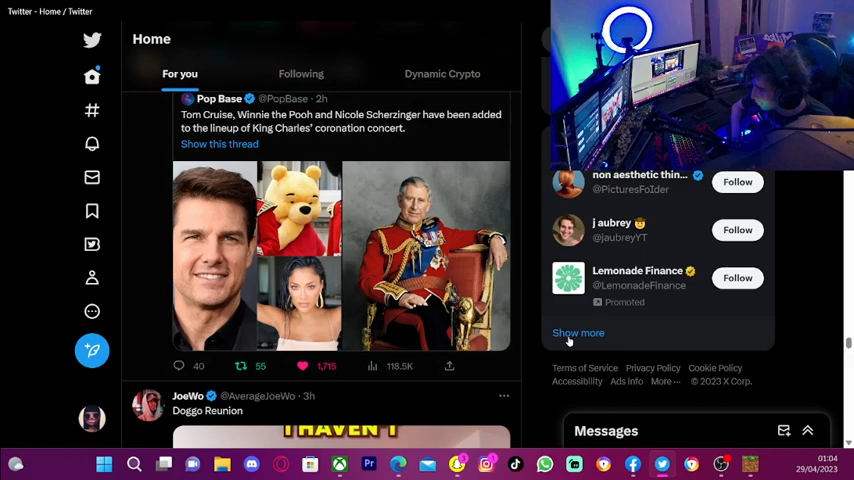 Twitter - Home / Twitter
Home
For you
Following
Dynamic Crypto
Pop Base @PopBase · 2h
Tom Cruise, Winnie the Pooh and Nicole Scherzinger have been added
to the lineup of King Charles' coronation concert.
Show this thread
40
55
1,715
118.5K
JoeWo @AverageJoeWo · 3h
Doggo Reunion
I HAVEN'T
non aesthetic thin...
@PicturesFoIder
Follow
j aubrey
@jaubreyYT
Follow
Lemonade Finance
@LemonadeFinance
Promoted
Follow
Show more
Terms of Service Privacy Policy Cookie Policy
Accessibility Ads Info More ··· © 2023 X Corp.
Messages
Pr
01:04
29/04/2023